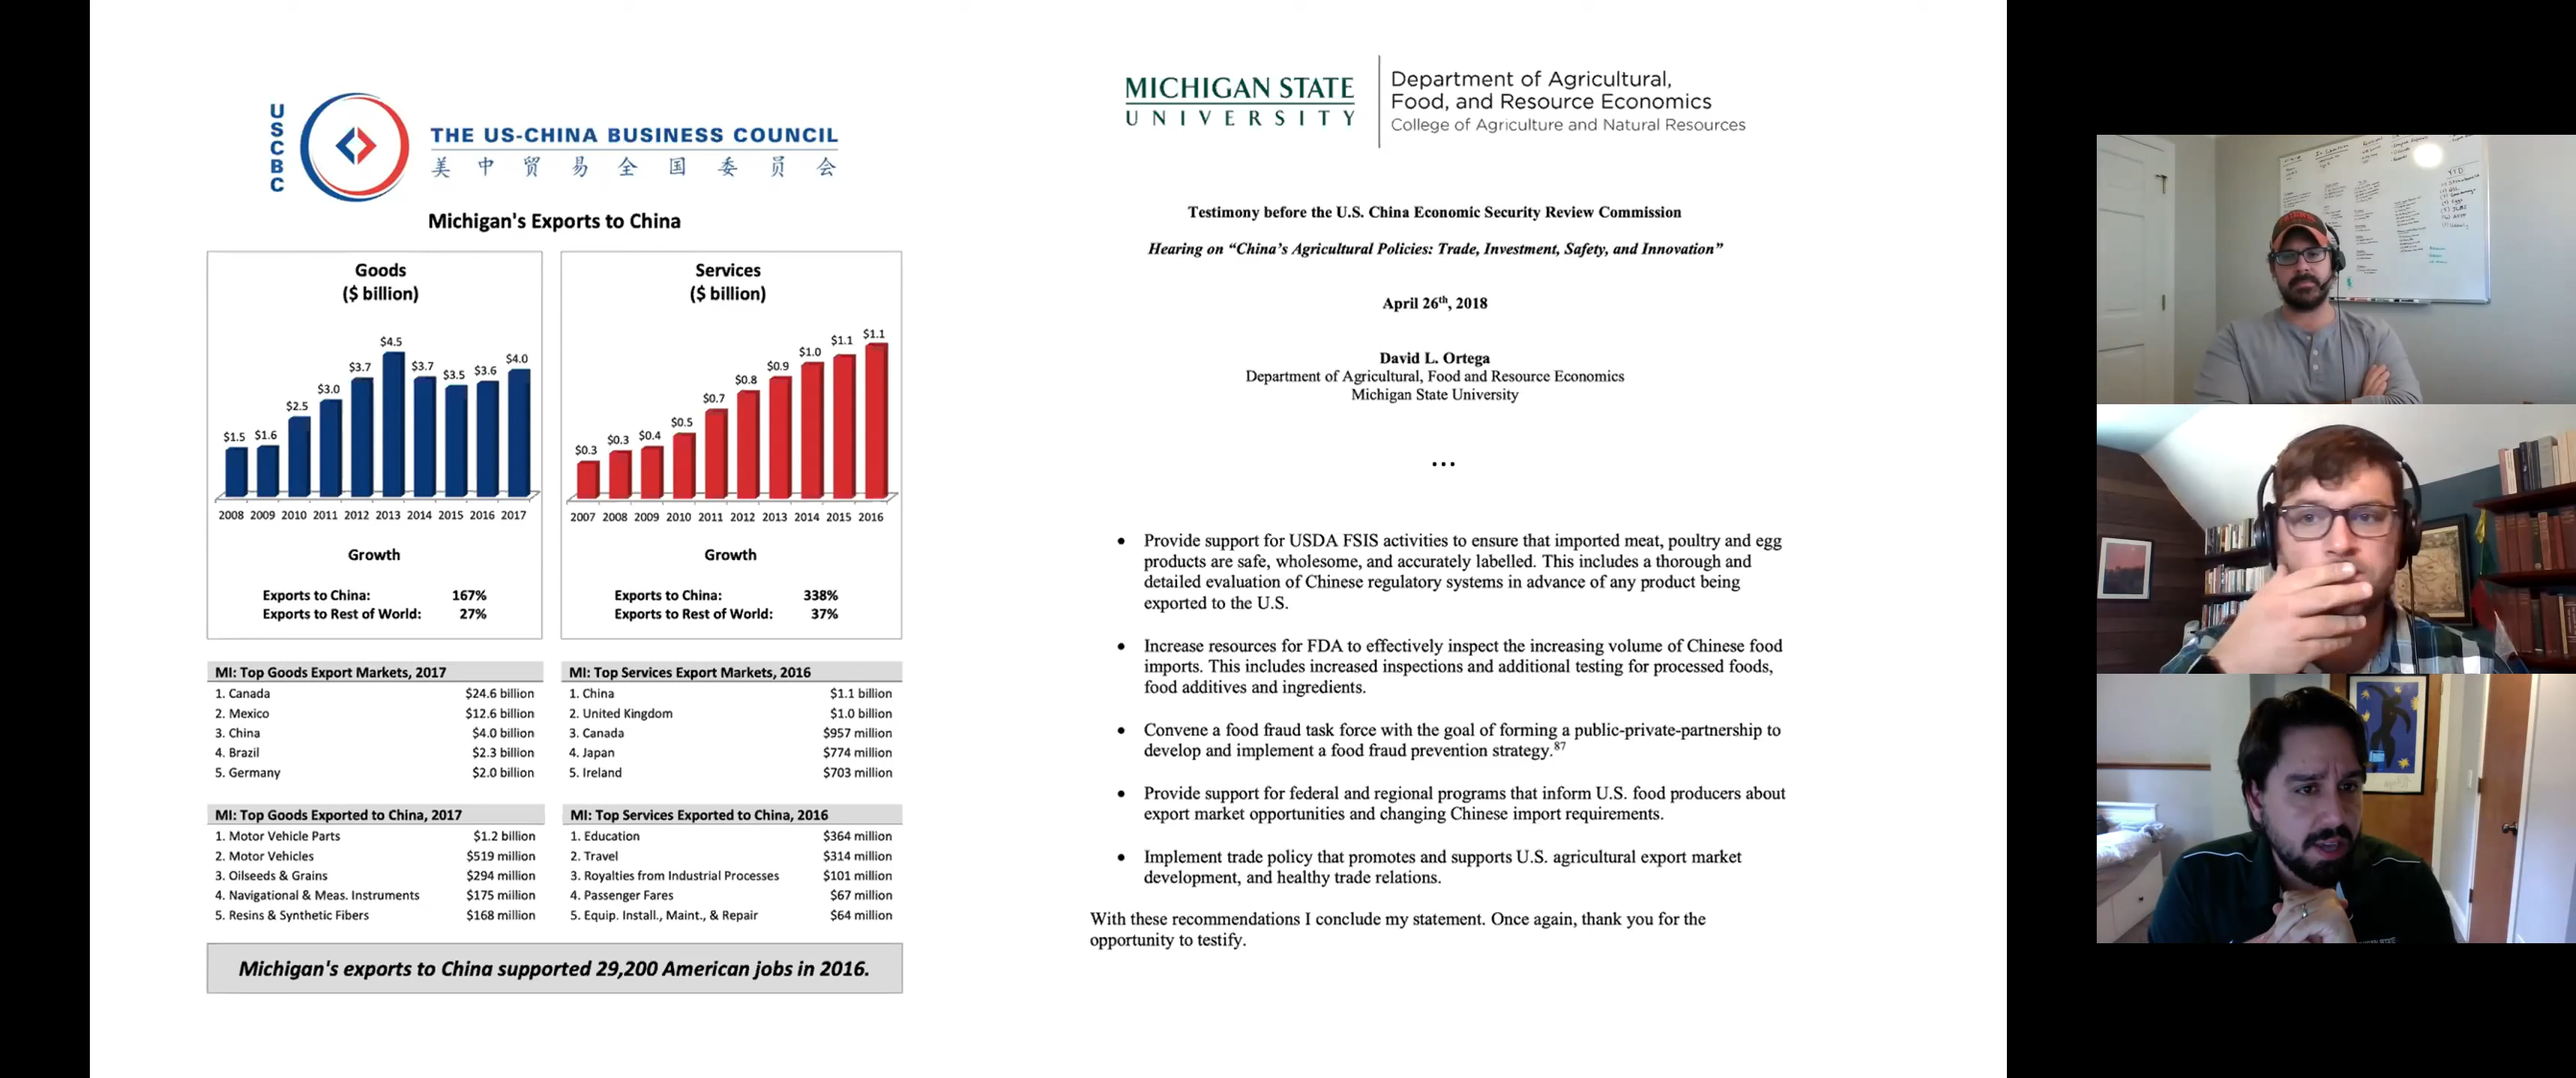 USCBC
THE US-CHINA BUSINESS COUNCIL
美中贸易全国委员会
Michigan's Exports to China
Goods
($ billion)
$1.5 $1.6 $2.5 $3.0 $3.7 $4.5 $3.7 $3.5 $3.6 $4.0
2008 2009 2010 2011 2012 2013 2014 2015 2016 2017
Growth
Exports to China: 167%
Exports to Rest of World: 27%
Services
($ billion)
$0.3 $0.3 $0.4 $0.5 $0.7 $0.8 $0.9 $1.0 $1.1 $1.1
2007 2008 2009 2010 2011 2012 2013 2014 2015 2016
Growth
Exports to China: 338%
Exports to Rest of World: 37%
MI: Top Goods Export Markets, 2017
1. Canada $24.6 billion
2. Mexico $12.6 billion
3. China $4.0 billion
4. Brazil $2.3 billion
5. Germany $2.0 billion
MI: Top Services Export Markets, 2016
1. China $1.1 billion
2. United Kingdom $1.0 billion
3. Canada $957 million
4. Japan $774 million
5. Ireland $703 million
MI: Top Goods Exported to China, 2017
1. Motor Vehicle Parts $1.2 billion
2. Motor Vehicles $519 million
3. Oilseeds & Grains $294 million
4. Navigational & Meas. Instruments $175 million
5. Resins & Synthetic Fibers $168 million
MI: Top Services Exported to China, 2016
1. Education $364 million
2. Travel $314 million
3. Royalties from Industrial Processes $101 million
4. Passenger Fares $67 million
5. Equip. Install., Maint., & Repair $64 million
Michigan's exports to China supported 29,200 American jobs in 2016.
MICHIGAN STATE
UNIVERSITY
Department of Agricultural,
Food, and Resource Economics
College of Agriculture and Natural Resources
Testimony before the U.S. China Economic Security Review Commission
Hearing on “China’s Agricultural Policies: Trade, Investment, Safety, and Innovation”
April 26th, 2018
David L. Ortega
Department of Agricultural, Food and Resource Economics
Michigan State University
...
• Provide support for USDA FSIS activities to ensure that imported meat, poultry and egg
products are safe, wholesome, and accurately labelled. This includes a thorough and
detailed evaluation of Chinese regulatory systems in advance of any product being
exported to the U.S.
• Increase resources for FDA to effectively inspect the increasing volume of Chinese food
imports. This includes increased inspections and additional testing for processed foods,
food additives and ingredients.
• Convene a food fraud task force with the goal of forming a public-private-partnership to
develop and implement a food fraud prevention strategy.87
• Provide support for federal and regional programs that inform U.S. food producers about
export market opportunities and changing Chinese import requirements.
• Implement trade policy that promotes and supports U.S. agricultural export market
development, and healthy trade relations.
With these recommendations I conclude my statement. Once again, thank you for the
opportunity to testify.